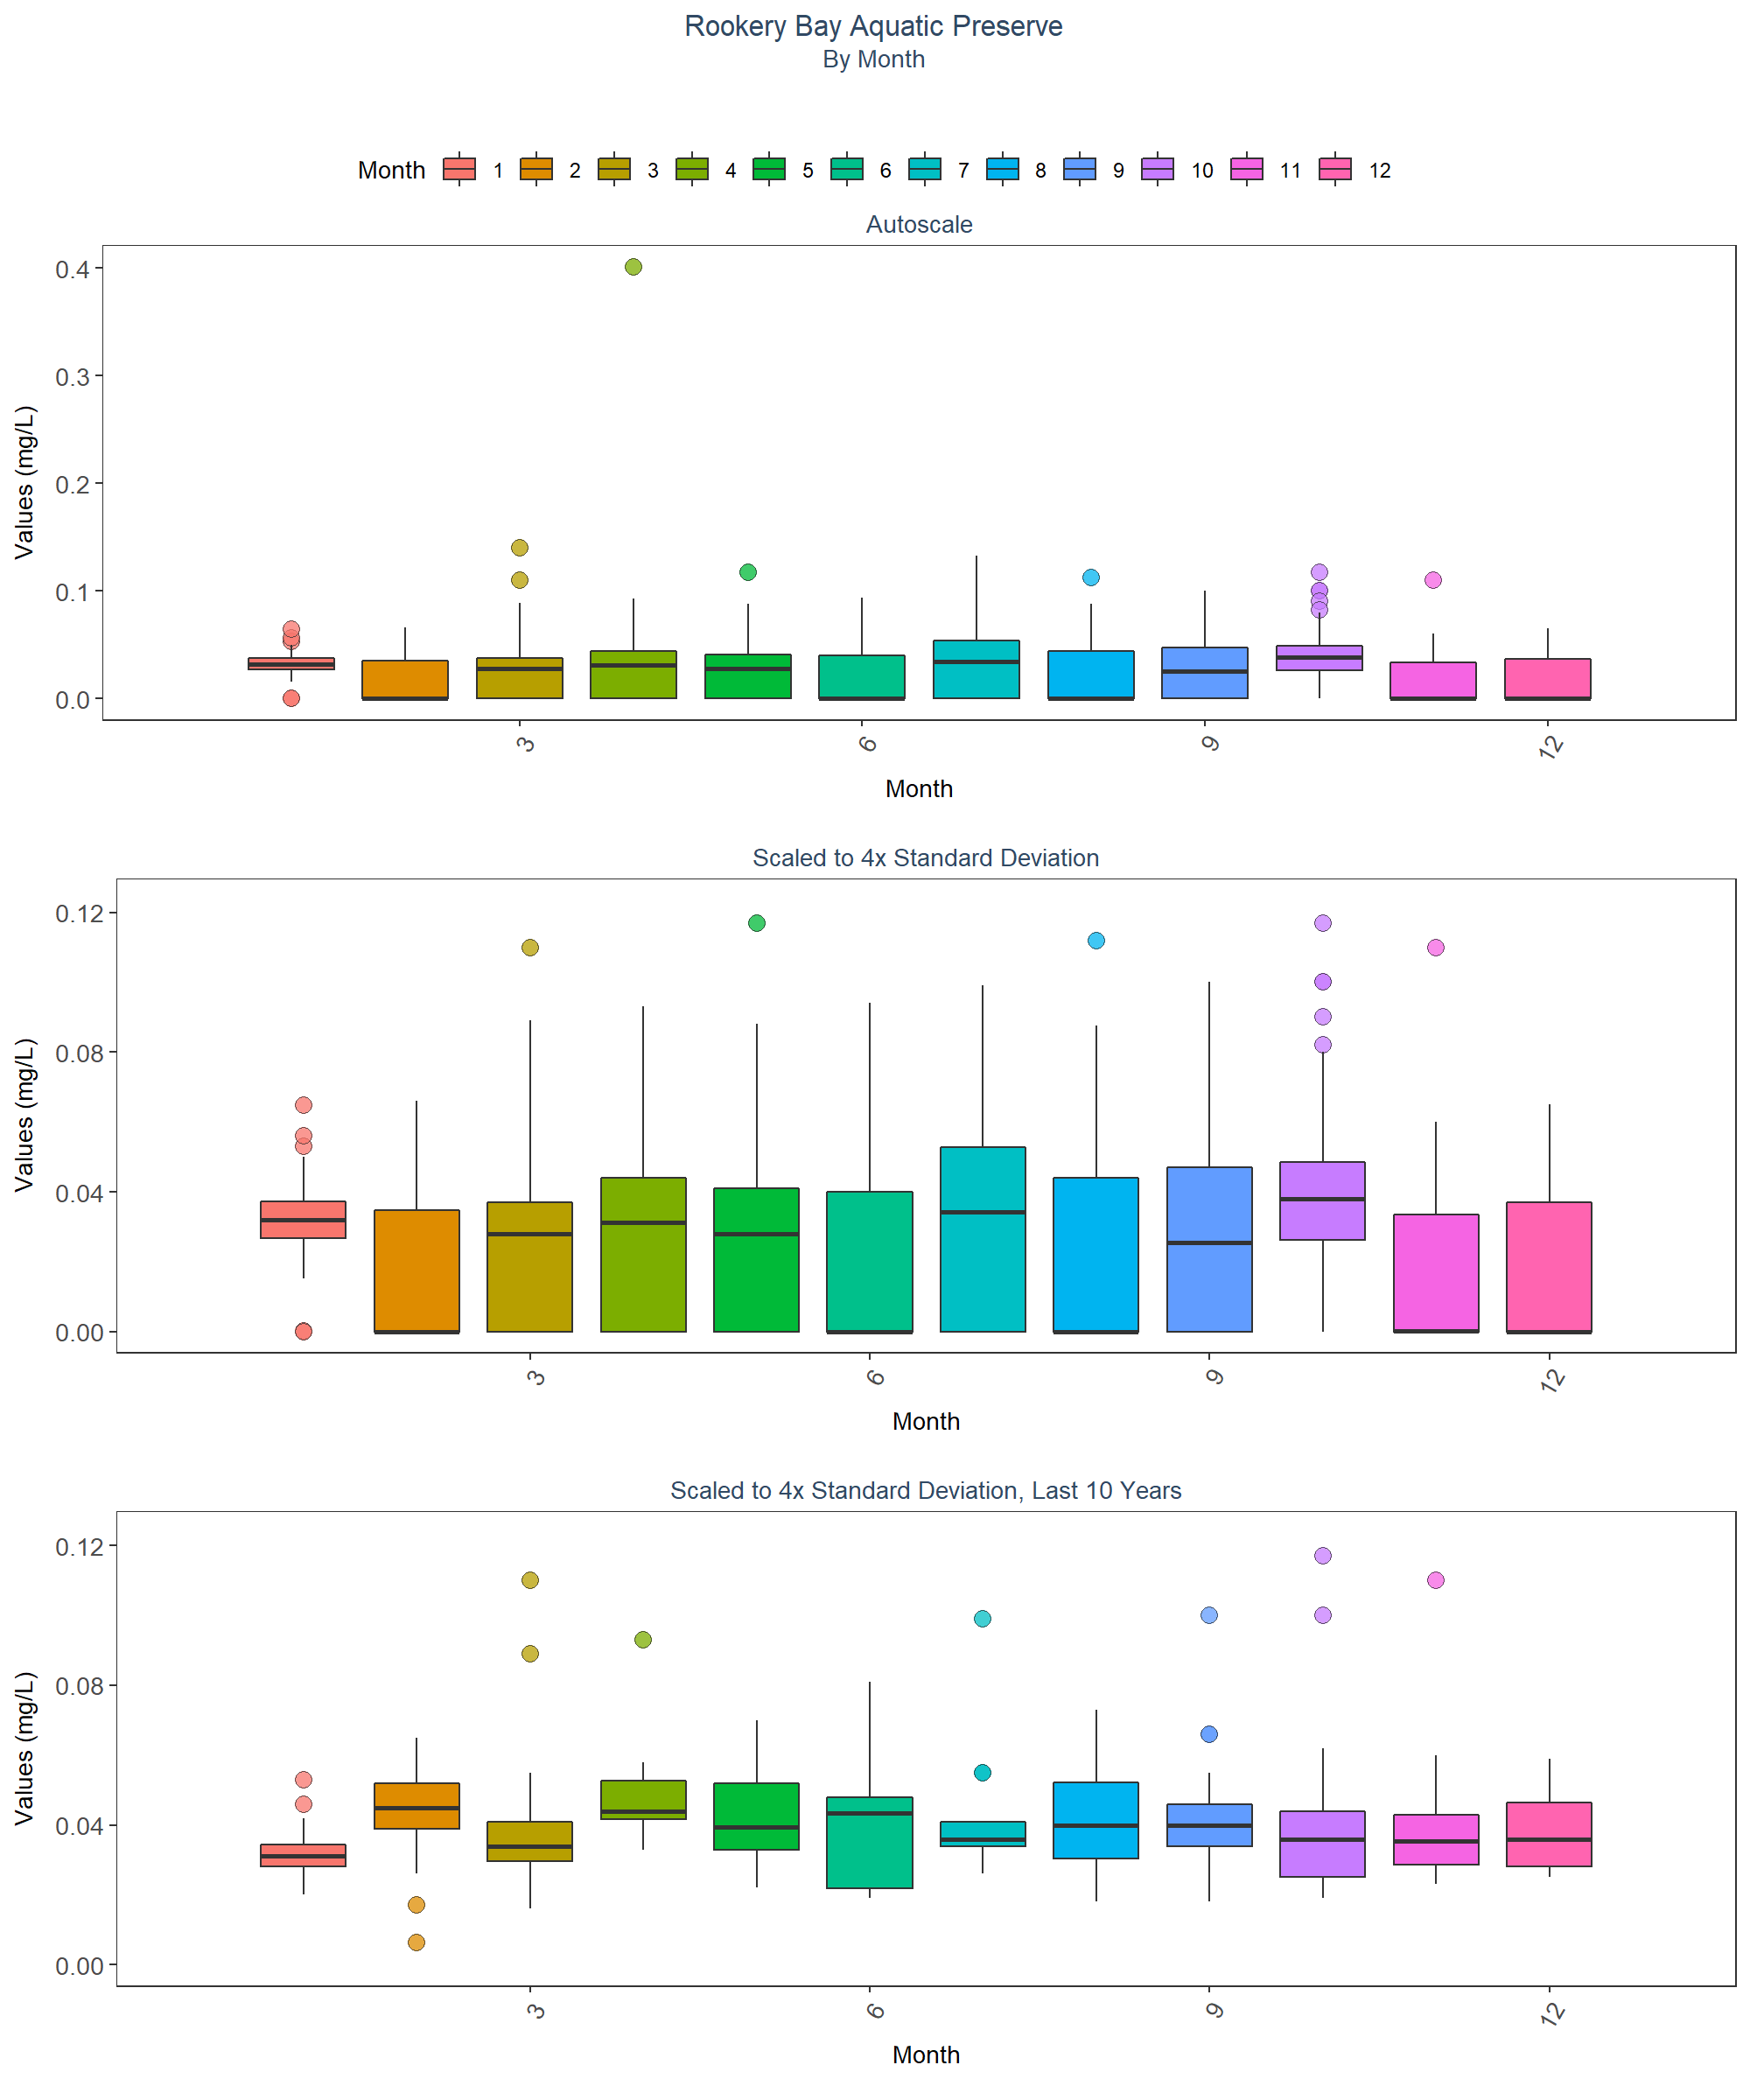 Rookery Bay Aquatic Preserve
By Month
Month 1 2 3 4 5 6 7 8 9 10 11 12
Autoscale
0.4
0.3
0.2
0.1
0.0
Values (mg/L)
3 6 9 12
Month
Scaled to 4x Standard Deviation
0.12
0.08
0.04
0.00
Values (mg/L)
3 6 9 12
Month
Scaled to 4x Standard Deviation, Last 10 Years
0.12
0.08
0.04
0.00
Values (mg/L)
3 6 9 12
Month